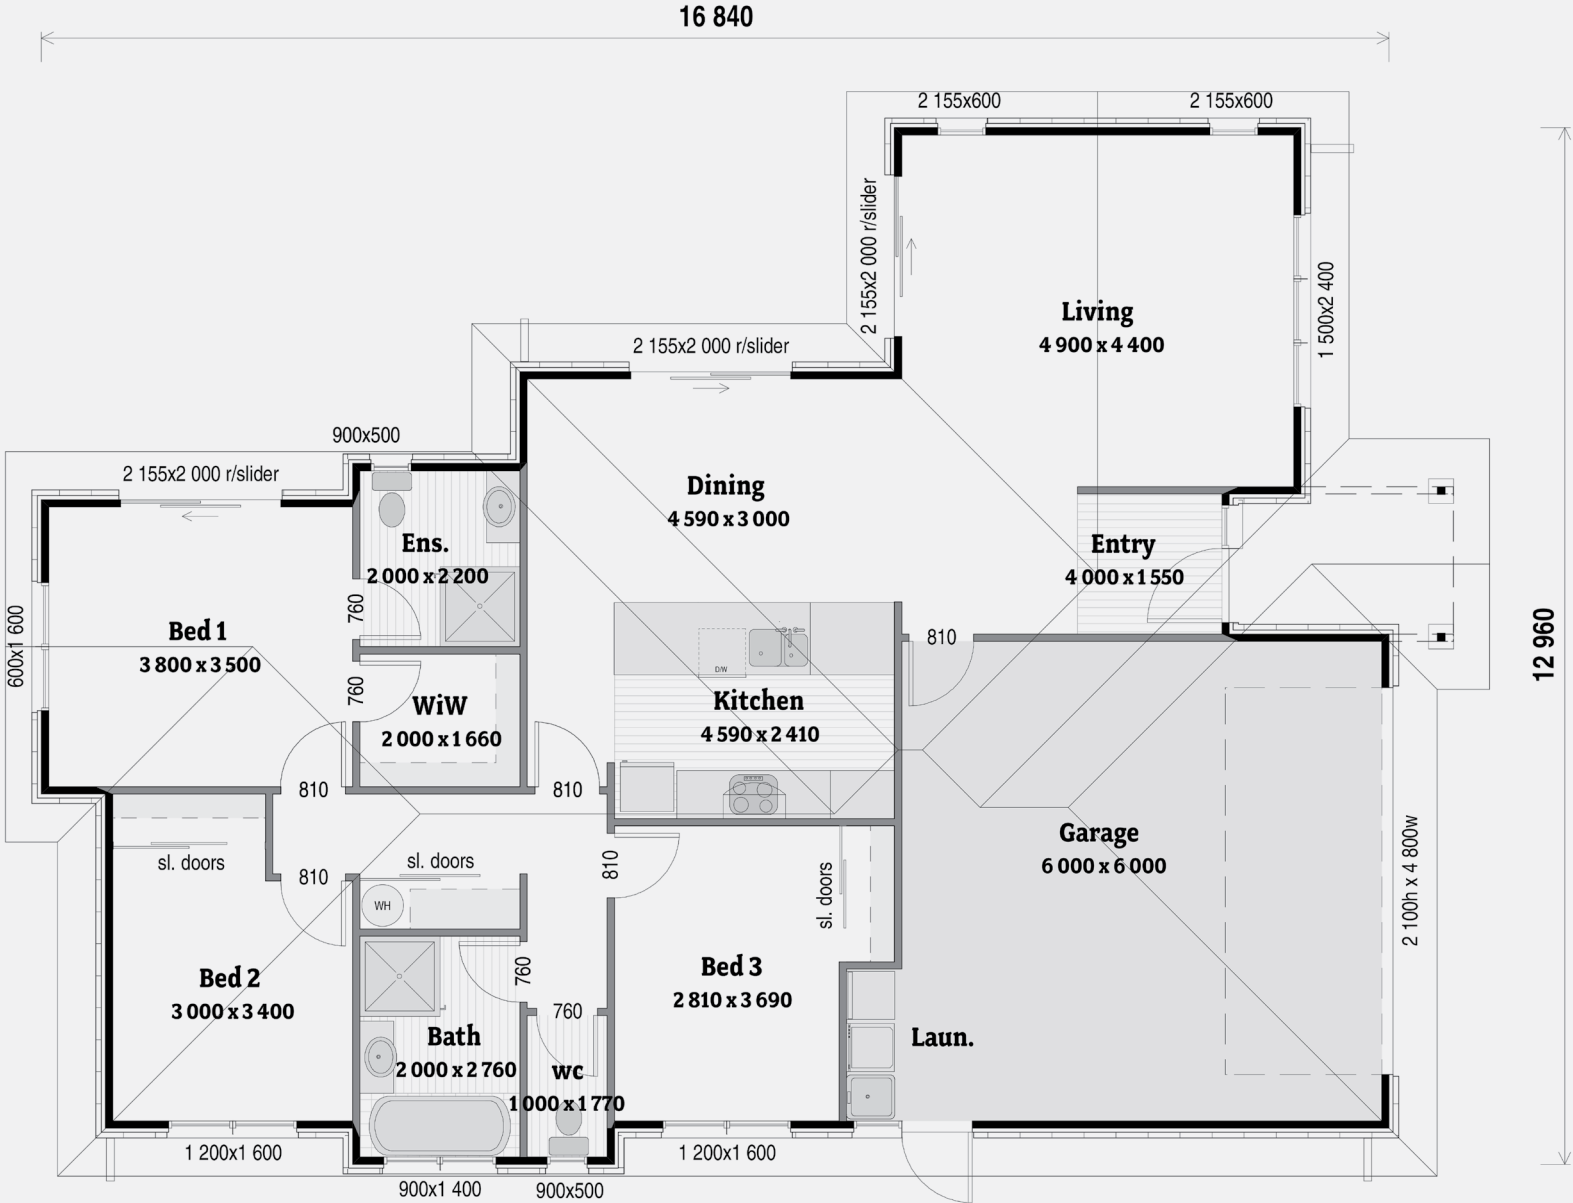 16 840
2 155x600
2 155x600
2 155x2 000 r/slider
1 500x2 400
Living
4 900 x 4 400
2 155x2 000 r/slider
900x500
2 155x2 000 r/slider
Dining
4 590 x 3 000
Ens.
2 000 x 2 200
Entry
4 000 x 1 550
600x1 600
760
Bed 1
3 800 x 3 500
810
12 960
760
WiW
2 000 x 1 660
D/W
Kitchen
4 590 x 2 410
810
810
Garage
6 000 x 6 000
2 100h x 4 800w
sl. doors
810
sl. doors
810
sl. doors
WH
Bed 2
3 000 x 3 400
760
Bed 3
2 810 x 3 690
760
Bath
2 000 x 2 760
Laun.
wc
1 000 x 1 770
1 200x1 600
1 200x1 600
900x1 400
900x500